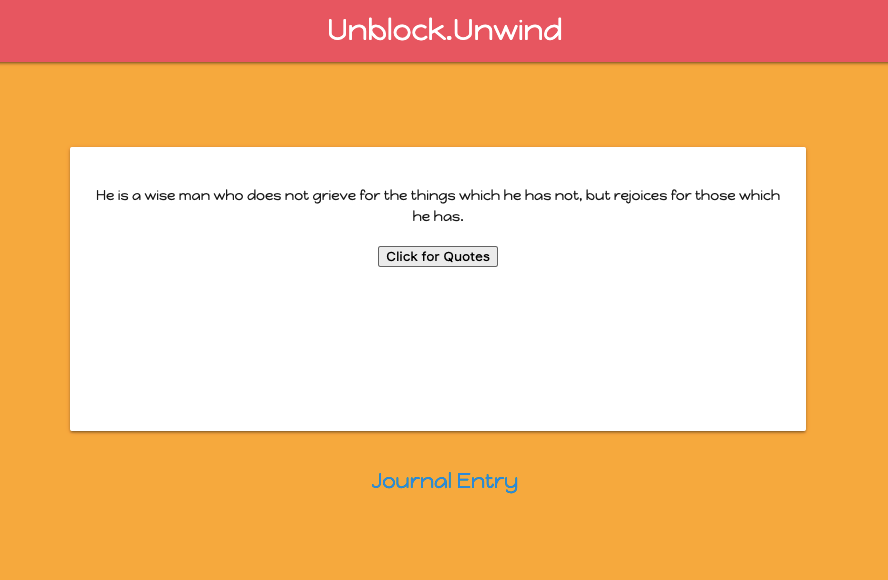 Unblock.Unwind
He is a wise man who does not grieve for the things which he has not, but rejoices for those which
he has.
Click for Quotes
Journal Entry